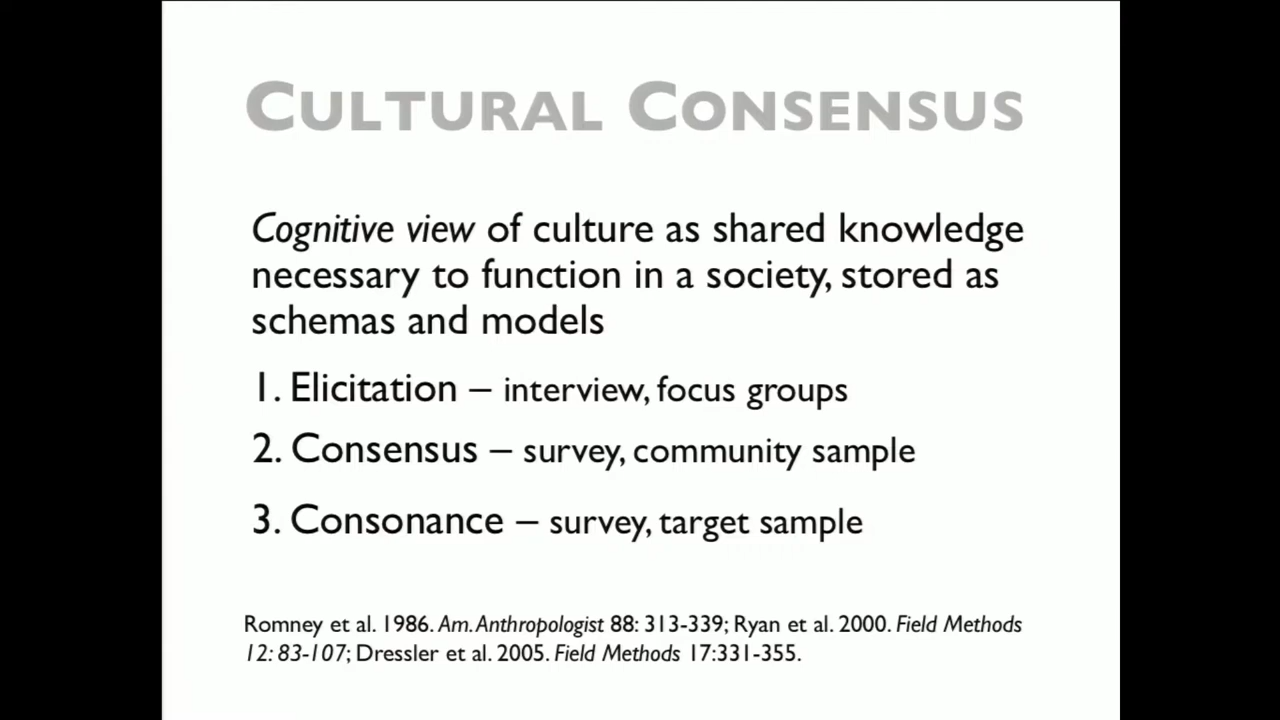 CULTURAL CONSENSUS
Cognitive view of culture as shared knowledge
necessary to function in a society, stored as
schemas and models
1. Elicitation – interview, focus groups
2. Consensus – survey, community sample
3. Consonance – survey, target sample
Romney et al. 1986. Am. Anthropologist 88: 313-339; Ryan et al. 2000. Field Methods
12: 83-107; Dressler et al. 2005. Field Methods 17:331-355.